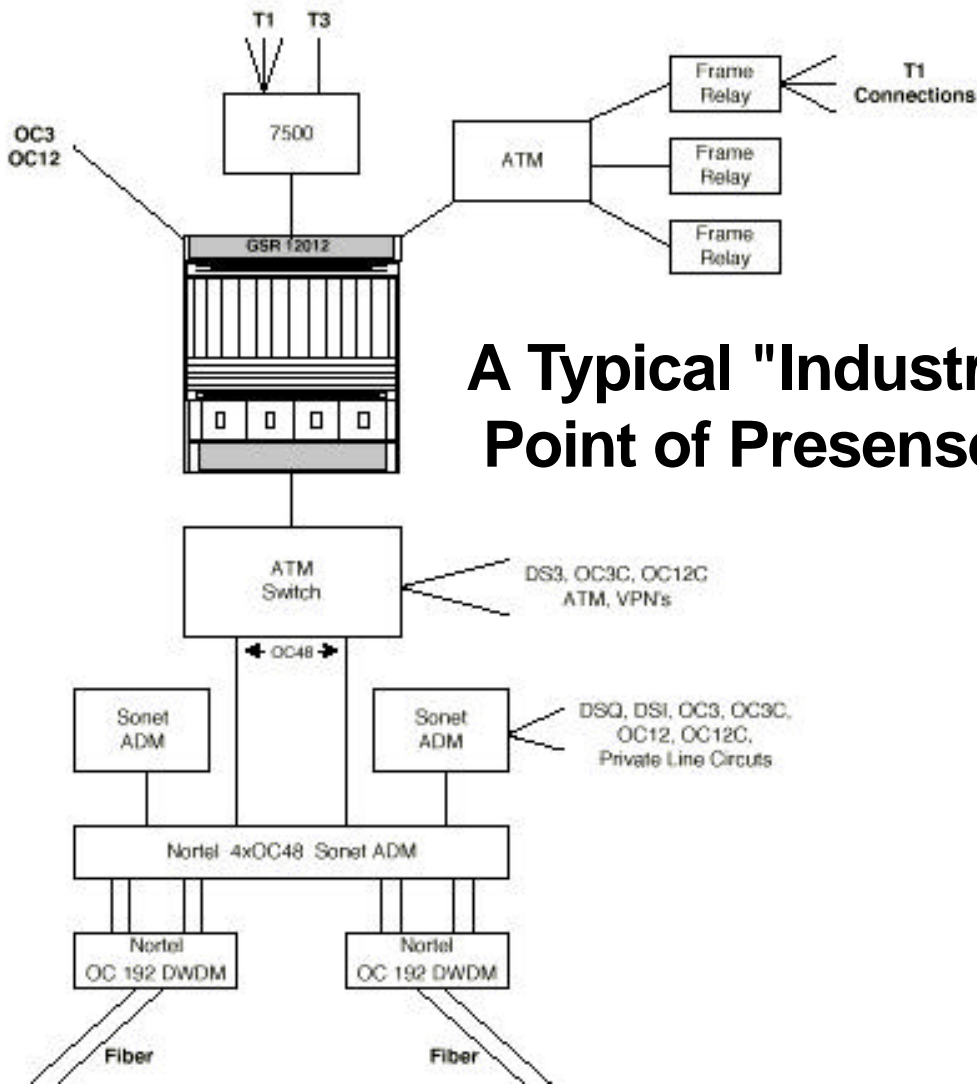 T1 T3
OC3
OC12
7500
Frame
Relay
T1
Connections
ATM
Frame
Relay
Frame
Relay
GSR 12012
A Typical "Industr
Point of Presense
ATM
Switch
DS3, OC3C, OC12C
ATM, VPN's
OC48
Sonet
ADM
Sonet
ADM
DSQ, DSI, OC3, OC3C,
OC12, OC12C,
Private Line Circuts
Nortel 4xOC48 Sonet ADM
Nortel
OC 192 DWDM
Nortel
OC 192 DWDM
Fiber
Fiber